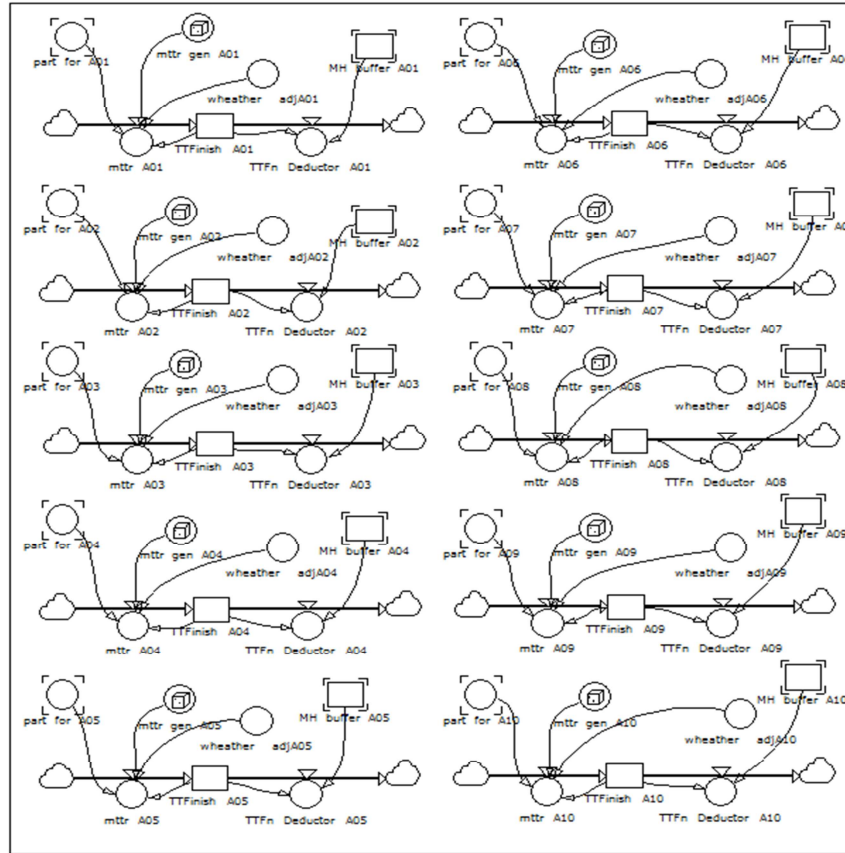 part for A01
mttr gen A01
MH buffer A01
wheather adjA01
TTFinish A01
mttr A01
TTFn Deductor A01
part for A06
mttr gen A06
MH buffer A0
wheather adjA06
TTFinish A06
mttr A06
TTFn Deductor A06
part for A02
mttr gen A02
MH buffer A02
wheather adjA02
TTFinish A02
mttr A02
TTFn Deductor A02
part for A07
mttr gen A07
MH buffer A0
wheather adjA07
TTFinish A07
mttr A07
TTFn Deductor A07
part for A03
mttr gen A03
MH buffer A03
wheather adjA03
TTFinish A03
mttr A03
TTFn Deductor A03
part for A08
mttr gen A08
MH buffer A08
wheather adjA08
TTFinish A08
mttr A08
TTFn Deductor A08
part for A04
mttr gen A04
MH buffer A04
wheather adjA04
TTFinish A04
mttr A04
TTFn Deductor A04
part for A09
mttr gen A09
MH buffer A09
wheather adjA09
TTFinish A09
mttr A09
TTFn Deductor A09
part for A05
mttr gen A05
MH buffer A05
wheather adjA05
TTFinish A05
mttr A05
TTFn Deductor A05
part for A10
mttr gen A10
MH buffer A10
wheather adjA10
TTFinish A10
mttr A10
TTFn Deductor A10